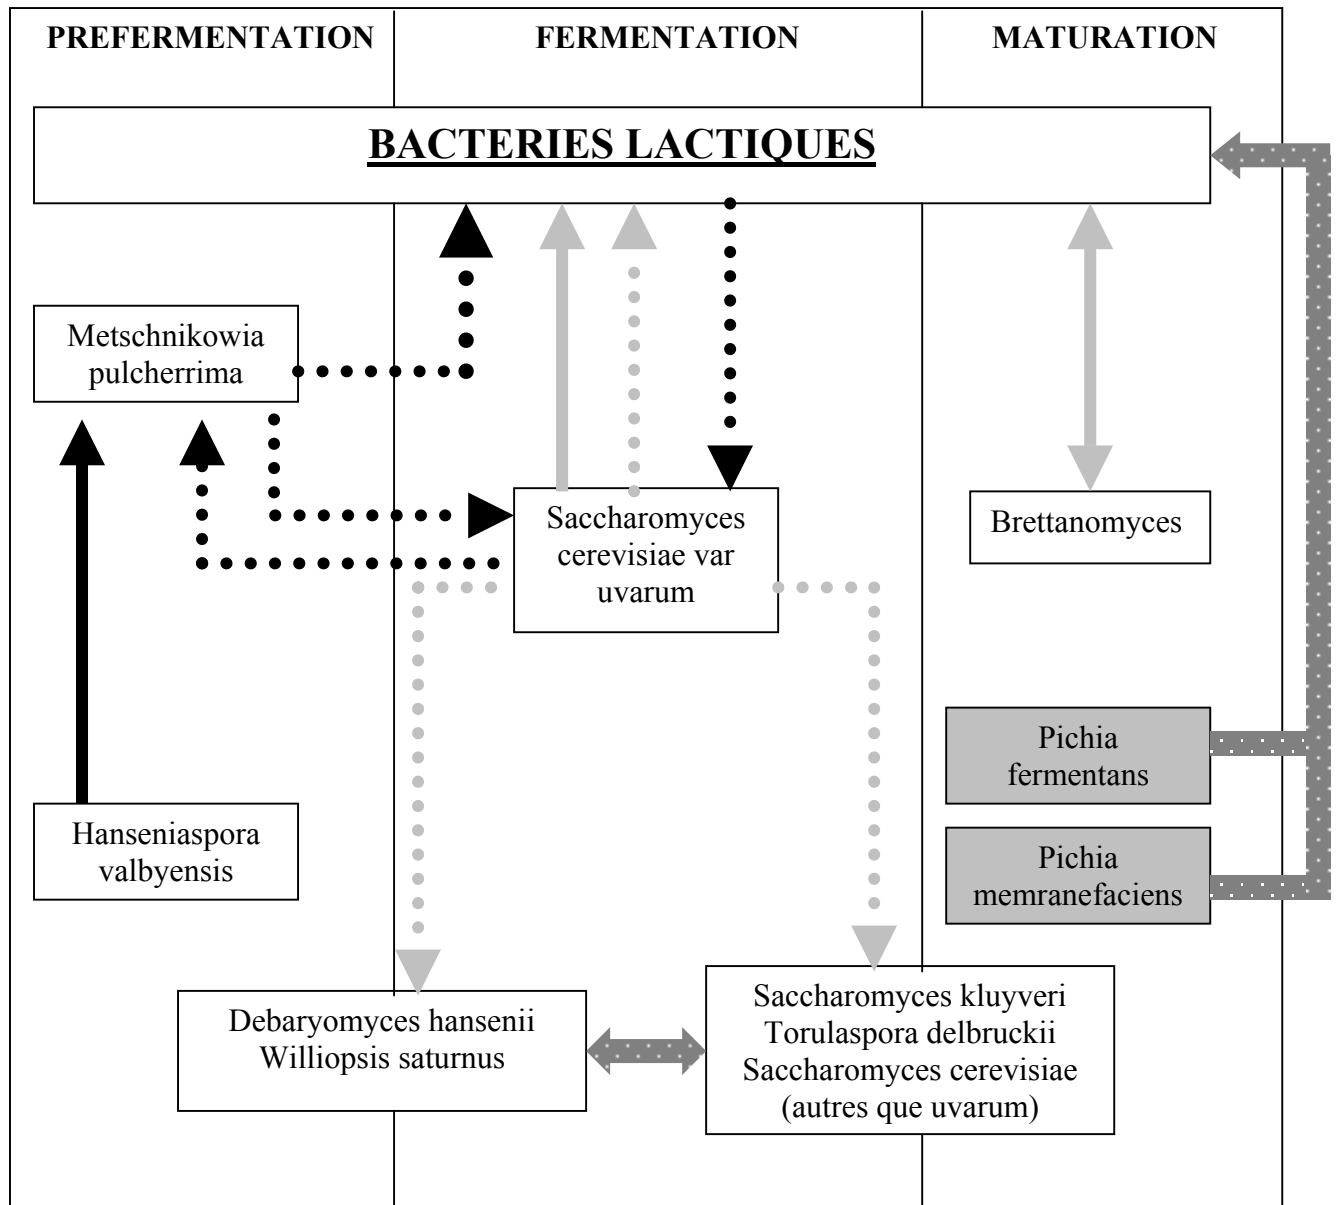 PREFERMENTATION
FERMENTATION
MATURATION
BACTERIES LACTIQUES
Metschnikowia
pulcherrima
Saccharomyces
cerevisiae var
uvarum
Brettanomyces
Pichia
fermentans
Hanseniaspora
valbyensis
Pichia
memranefaciens
Debaryomyces hansenii
Williopsis saturnus
Saccharomyces kluyveri
Torulaspora delbruckii
Saccharomyces cerevisiae
(autres que uvarum)